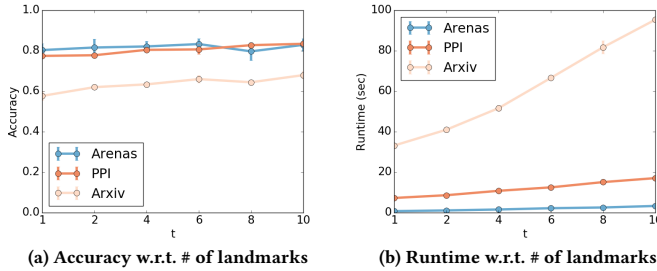 1.0
0.8
0.6
0.4
0.2
0.0
Accuracy
Arenas
PPI
Arxiv
1 2 4 6 8 10
t
(a) Accuracy w.r.t. # of landmarks
100
80
60
40
20
0
Runtime (sec)
Arenas
PPI
Arxiv
1 2 4 6 8 10
t
(b) Runtime w.r.t. # of landmarks